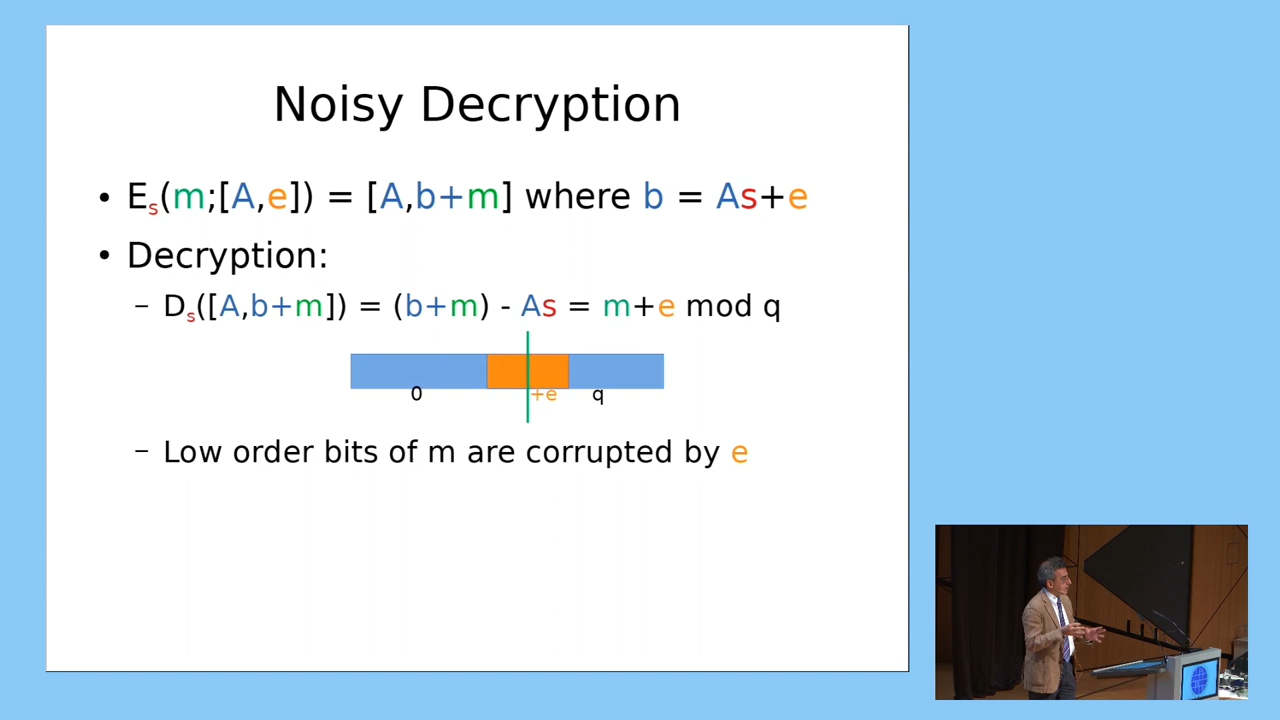 Noisy Decryption
• Es(m;[A,e]) = [A,b+m] where b = As+e
• Decryption:
– Ds([A,b+m]) = (b+m) - As = m+e mod q
0 +e q
– Low order bits of m are corrupted by e